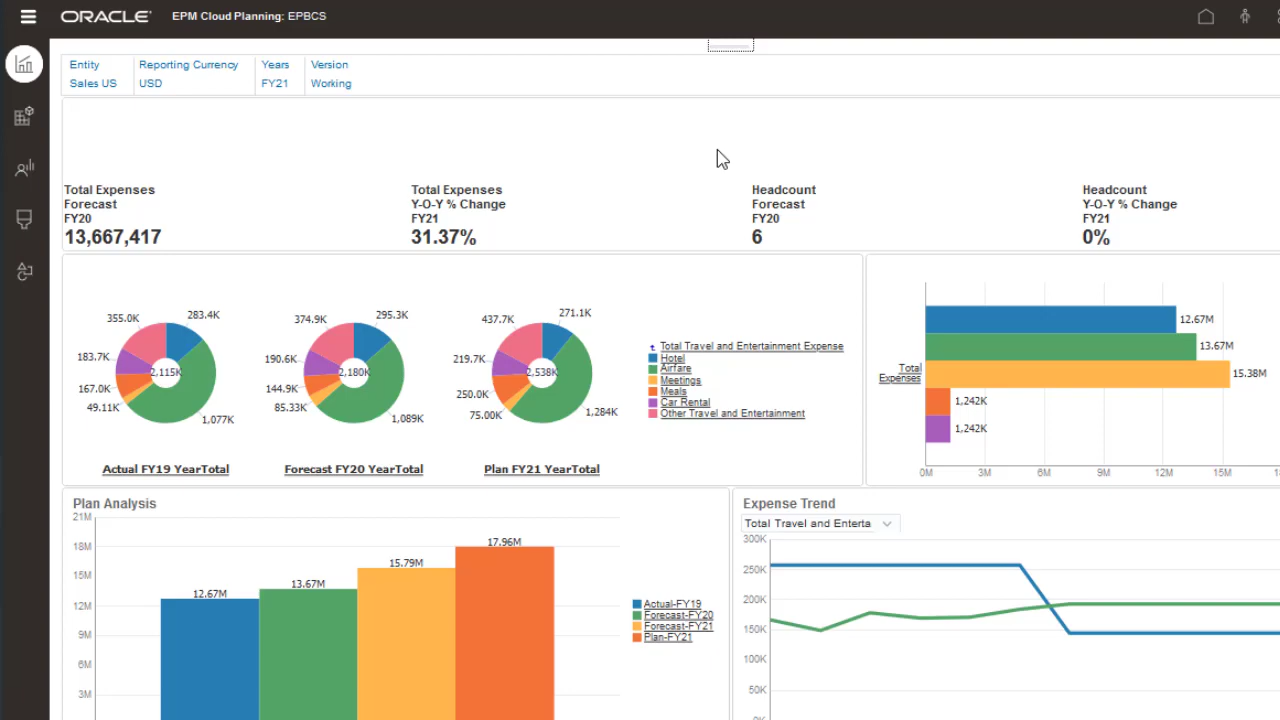 ORACLE EPM Cloud Planning: EPBCS
Entity Reporting Currency Years Version
Sales US USD FY21 Working
Total Expenses
Forecast
FY20
13,667,417
Total Expenses
Y-O-Y % Change
FY21
31.37%
Headcount
Forecast
FY20
6
Headcount
Y-O-Y % Change
FY21
0%
355.0K
283.4K
183.7K
2,115K
167.0K
49.11K
1,077K
Actual FY19 YearTotal
374.9K
295.3K
190.6K
2,180K
144.9K
85.33K
1,089K
Forecast FY20 YearTotal
437.7K
271.1K
219.7K
2,538K
250.0K
75.00K
1,284K
Plan FY21 YearTotal
Total Travel and Entertainment Expense
Hotel
Airfare
Meetings
Meals
Car Rental
Other Travel and Entertainment
Total
Expenses
12.67M
13.67M
15.38M
1,242K
1,242K
0M 3M 6M 9M 12M 15M
Plan Analysis
21M
18M
15M
12M
9M
6M
3M
12.67M
13.67M
15.79M
17.96M
Actual-FY19
Forecast-FY20
Forecast-FY21
Plan-FY21
Expense Trend
Total Travel and Enterta
300K
250K
200K
150K
100K
50K
0K